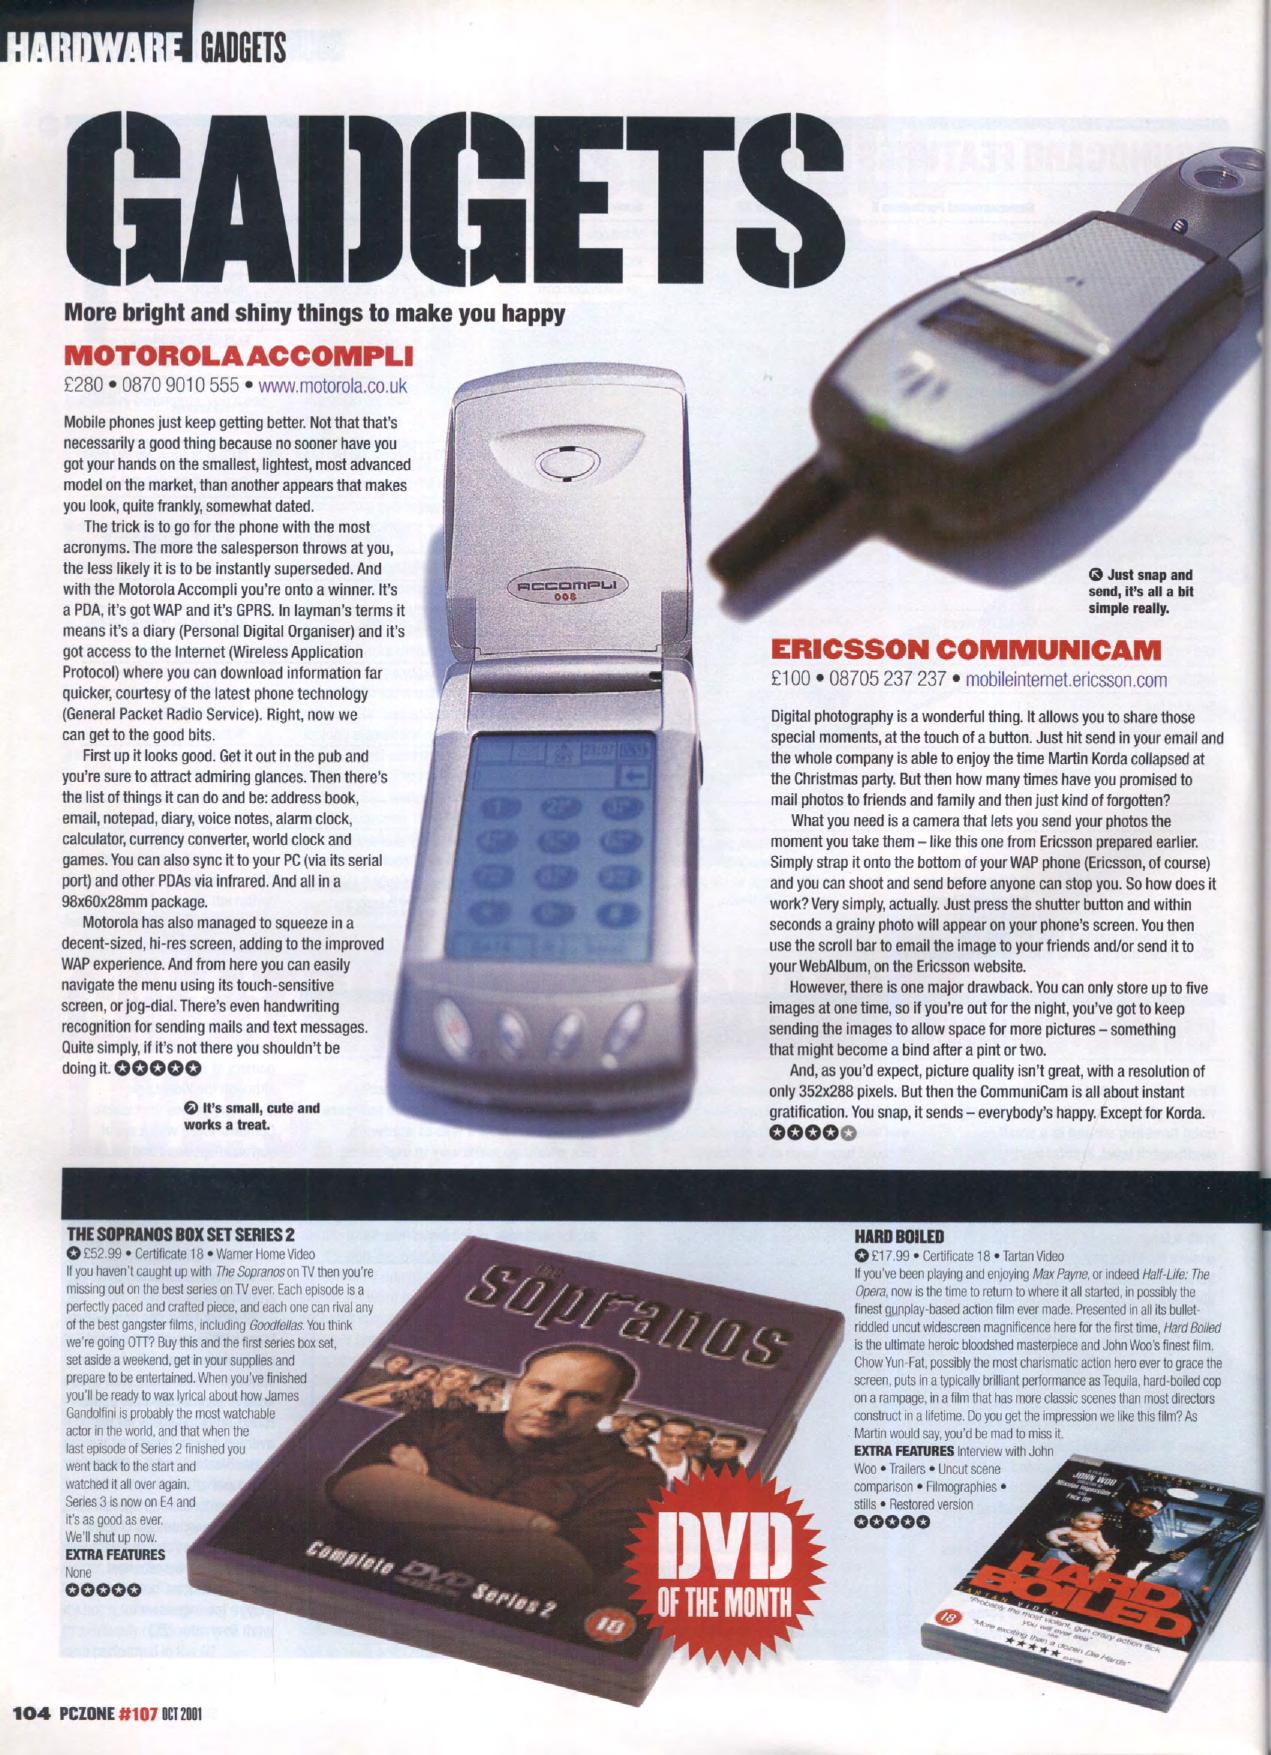 HARDWARE GADGETS
GADGETS
More bright and shiny things to make you happy
MOTOROLA ACCOMPLI
£280 • 0870 9010 555 • www.motorola.co.uk
Mobile phones just keep getting better. Not that that's
necessarily a good thing because no sooner have you
got your hands on the smallest, lightest, most advanced
model on the market, than another appears that makes
you look, quite frankly, somewhat dated.
The trick is to go for the phone with the most
acronyms. The more the salesperson throws at you,
the less likely it is to be instantly superseded. And
with the Motorola Accompli you're onto a winner. It's
a PDA, it's got WAP and it's GPRS. In layman's terms it
means it's a diary (Personal Digital Organiser) and it's
got access to the Internet (Wireless Application
Protocol) where you can download information far
quicker, courtesy of the latest phone technology
(General Packet Radio Service). Right, now we
can get to the good bits.
First up it looks good. Get it out in the pub and
you're sure to attract admiring glances. Then there's
the list of things it can do and be: address book,
email, notepad, diary, voice notes, alarm clock,
calculator, currency converter, world clock and
games. You can also sync it to your PC (via its serial
port) and other PDAs via infrared. And all in a
98x60x28mm package.
Motorola has also managed to squeeze in a
decent-sized, hi-res screen, adding to the improved
WAP experience. And from here you can easily
navigate the menu using its touch-sensitive
screen, or jog-dial. There's even handwriting
recognition for sending mails and text messages.
Quite simply, if it's not there you shouldn't be
doing it. ✪✪✪✪✪
It's small, cute and
works a treat.
ACCOMPLI
008
Just snap and
send, it's all a bit
simple really.
ERICSSON COMMUNICAM
£100 • 08705 237 237 • mobileinternet.ericsson.com
Digital photography is a wonderful thing. It allows you to share those
special moments, at the touch of a button. Just hit send in your email and
the whole company is able to enjoy the time Martin Korda collapsed at
the Christmas party. But then how many times have you promised to
mail photos to friends and family and then just kind of forgotten?
What you need is a camera that lets you send your photos the
moment you take them – like this one from Ericsson prepared earlier.
Simply strap it onto the bottom of your WAP phone (Ericsson, of course)
and you can shoot and send before anyone can stop you. So how does it
work? Very simply, actually. Just press the shutter button and within
seconds a grainy photo will appear on your phone's screen. You then
use the scroll bar to email the image to your friends and/or send it to
your WebAlbum, on the Ericsson website.
However, there is one major drawback. You can only store up to five
images at one time, so if you're out for the night, you've got to keep
sending the images to allow space for more pictures – something
that might become a bind after a pint or two.
And, as you'd expect, picture quality isn't great, with a resolution of
only 352x288 pixels. But then the CommuniCam is all about instant
gratification. You snap, it sends – everybody's happy. Except for Korda.
✪✪✪✪✪
THE SOPRANOS BOX SET SERIES 2
✪ £52.99 • Certificate 18 • Warner Home Video
If you haven't caught up with The Sopranos on TV then you're
missing out on the best series on TV ever. Each episode is a
perfectly paced and crafted piece, and each one can rival any
of the best gangster films, including Goodfellas. You think
we're going OTT? Buy this and the first series box set,
set aside a weekend, get in your supplies and
prepare to be entertained. When you've finished
you'll be ready to wax lyrical about how James
Gandolfini is probably the most watchable
actor in the world, and that when the
last episode of Series 2 finished you
went back to the start and
watched it all over again.
Series 3 is now on E4 and
it's as good as ever.
We'll shut up now.
EXTRA FEATURES
None
✪✪✪✪✪
the sopranos
Complete DVD Series 2
18
DVD
OF THE MONTH
HARD BOILED
✪ £17.99 • Certificate 18 • Tartan Video
If you've been playing and enjoying Max Payne, or indeed Half-Life: The
Opera, now is the time to return to where it all started, in possibly the
finest gunplay-based action film ever made. Presented in all its bullet-
riddled uncut widescreen magnificence here for the first time, Hard Boiled
is the ultimate heroic bloodshed masterpiece and John Woo's finest film.
Chow Yun-Fat, possibly the most charismatic action hero ever to grace the
screen, puts in a typically brilliant performance as Tequila, hard-boiled cop
on a rampage, in a film that has more classic scenes than most directors
construct in a lifetime. Do you get the impression we like this film? As
Martin would say, you'd be mad to miss it.
EXTRA FEATURES Interview with John
Woo • Trailers • Uncut scene
comparison • Filmographies •
stills • Restored version
✪✪✪✪✪
TARTAN DVD
A FILM BY
JOHN WOO
DIRECTOR OF
Mission Impossible 2
AND
Face Off
HARD
BOILED
TARTAN VIDEO
18
"Probably the most violent, gun crazy action flick
you will ever see"
"More exciting than a dozen Die Hards"
★★★★★
104 PCZONE #107 OCT 2001